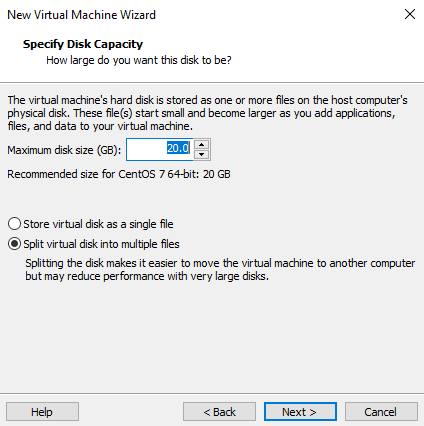 New Virtual Machine Wizard
Specify Disk Capacity
How large do you want this disk to be?
The virtual machine's hard disk is stored as one or more files on the host computer's
physical disk. These file(s) start small and become larger as you add applications,
files, and data to your virtual machine.
Maximum disk size (GB): 20.0
Recommended size for CentOS 7 64-bit: 20 GB
Store virtual disk as a single file
Split virtual disk into multiple files
Splitting the disk makes it easier to move the virtual machine to another computer
but may reduce performance with very large disks.
Help < Back Next > Cancel